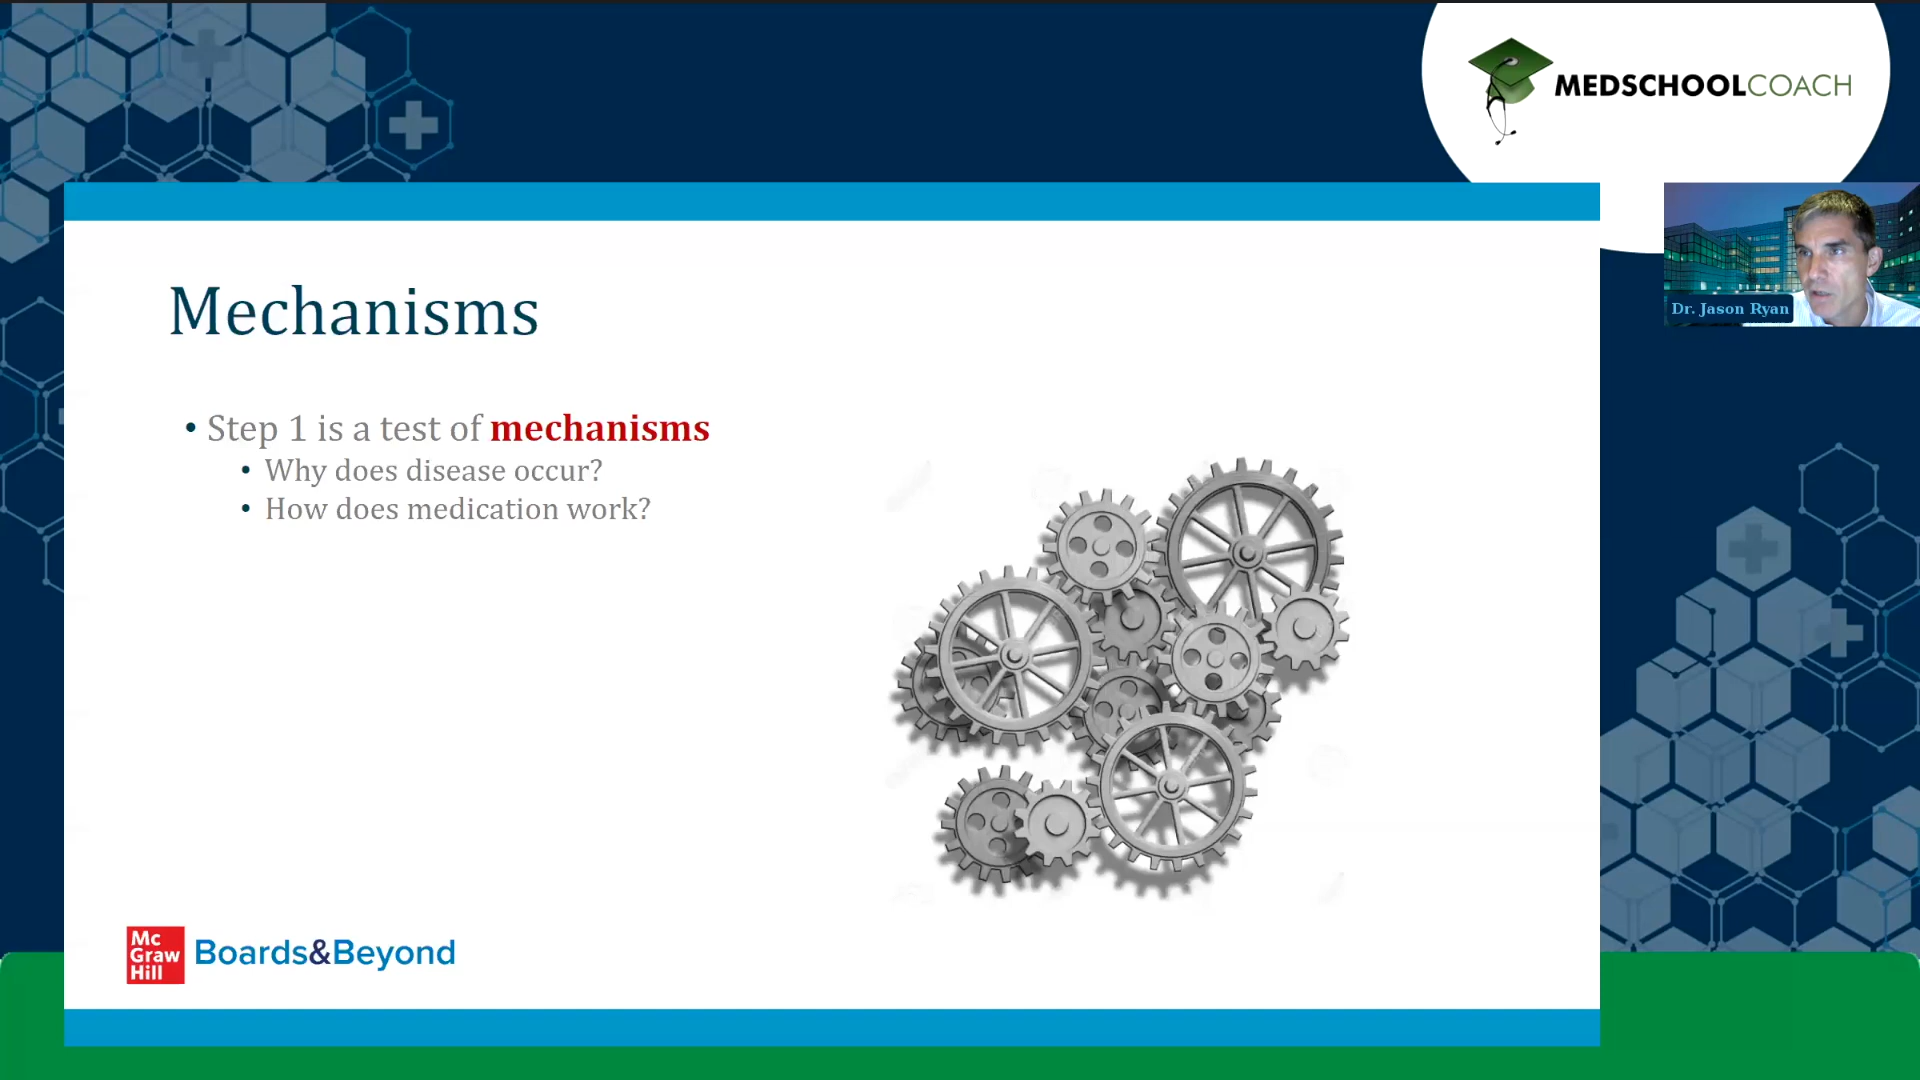 MEDSCHOOLCOACH
Dr. Jason Ryan
Mechanisms
• Step 1 is a test of mechanisms
• Why does disease occur?
• How does medication work?
Mc
Graw
Hill
Boards&Beyond